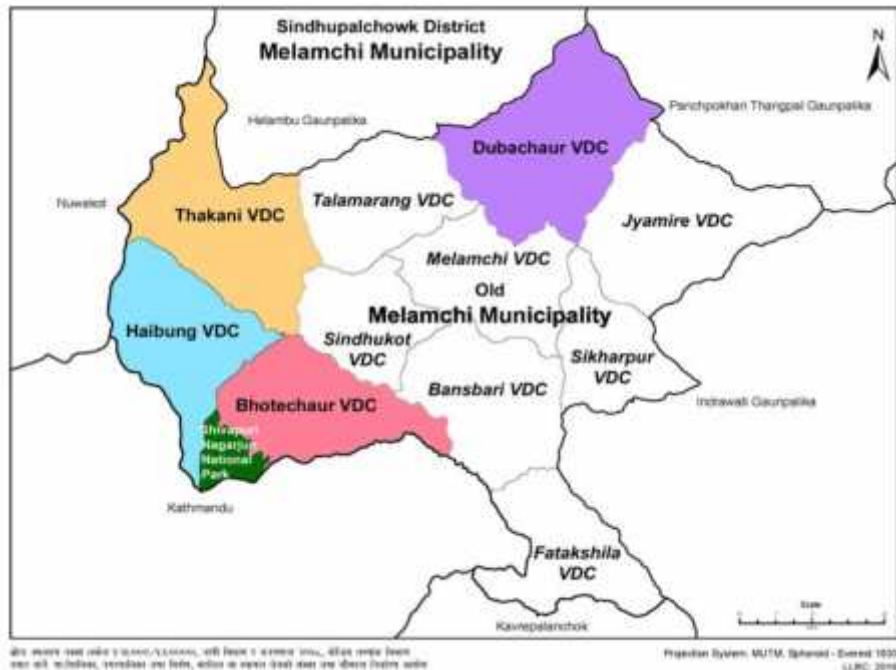 Sindhupalchowk District
Melamchi Municipality
N
Helambu Gaunpalika
Panchpokhari Thangpal Gaunpalika
Dubachaur VDC
Nuwakot
Thakani VDC
Talamarang VDC
Jyamire VDC
Melamchi VDC
Old
Melamchi Municipality
Haibung VDC
Sindhukot
VDC
Sikharpur
VDC
Bansbari VDC
Indrawati Gaunpalika
Bhotechaur VDC
Shivapuri
Nagarjun
National
Park
Kathmandu
Fatakshila
VDC
Scale
Kavrepalanchok
Projection System: MUTM, Spheroid - Everest